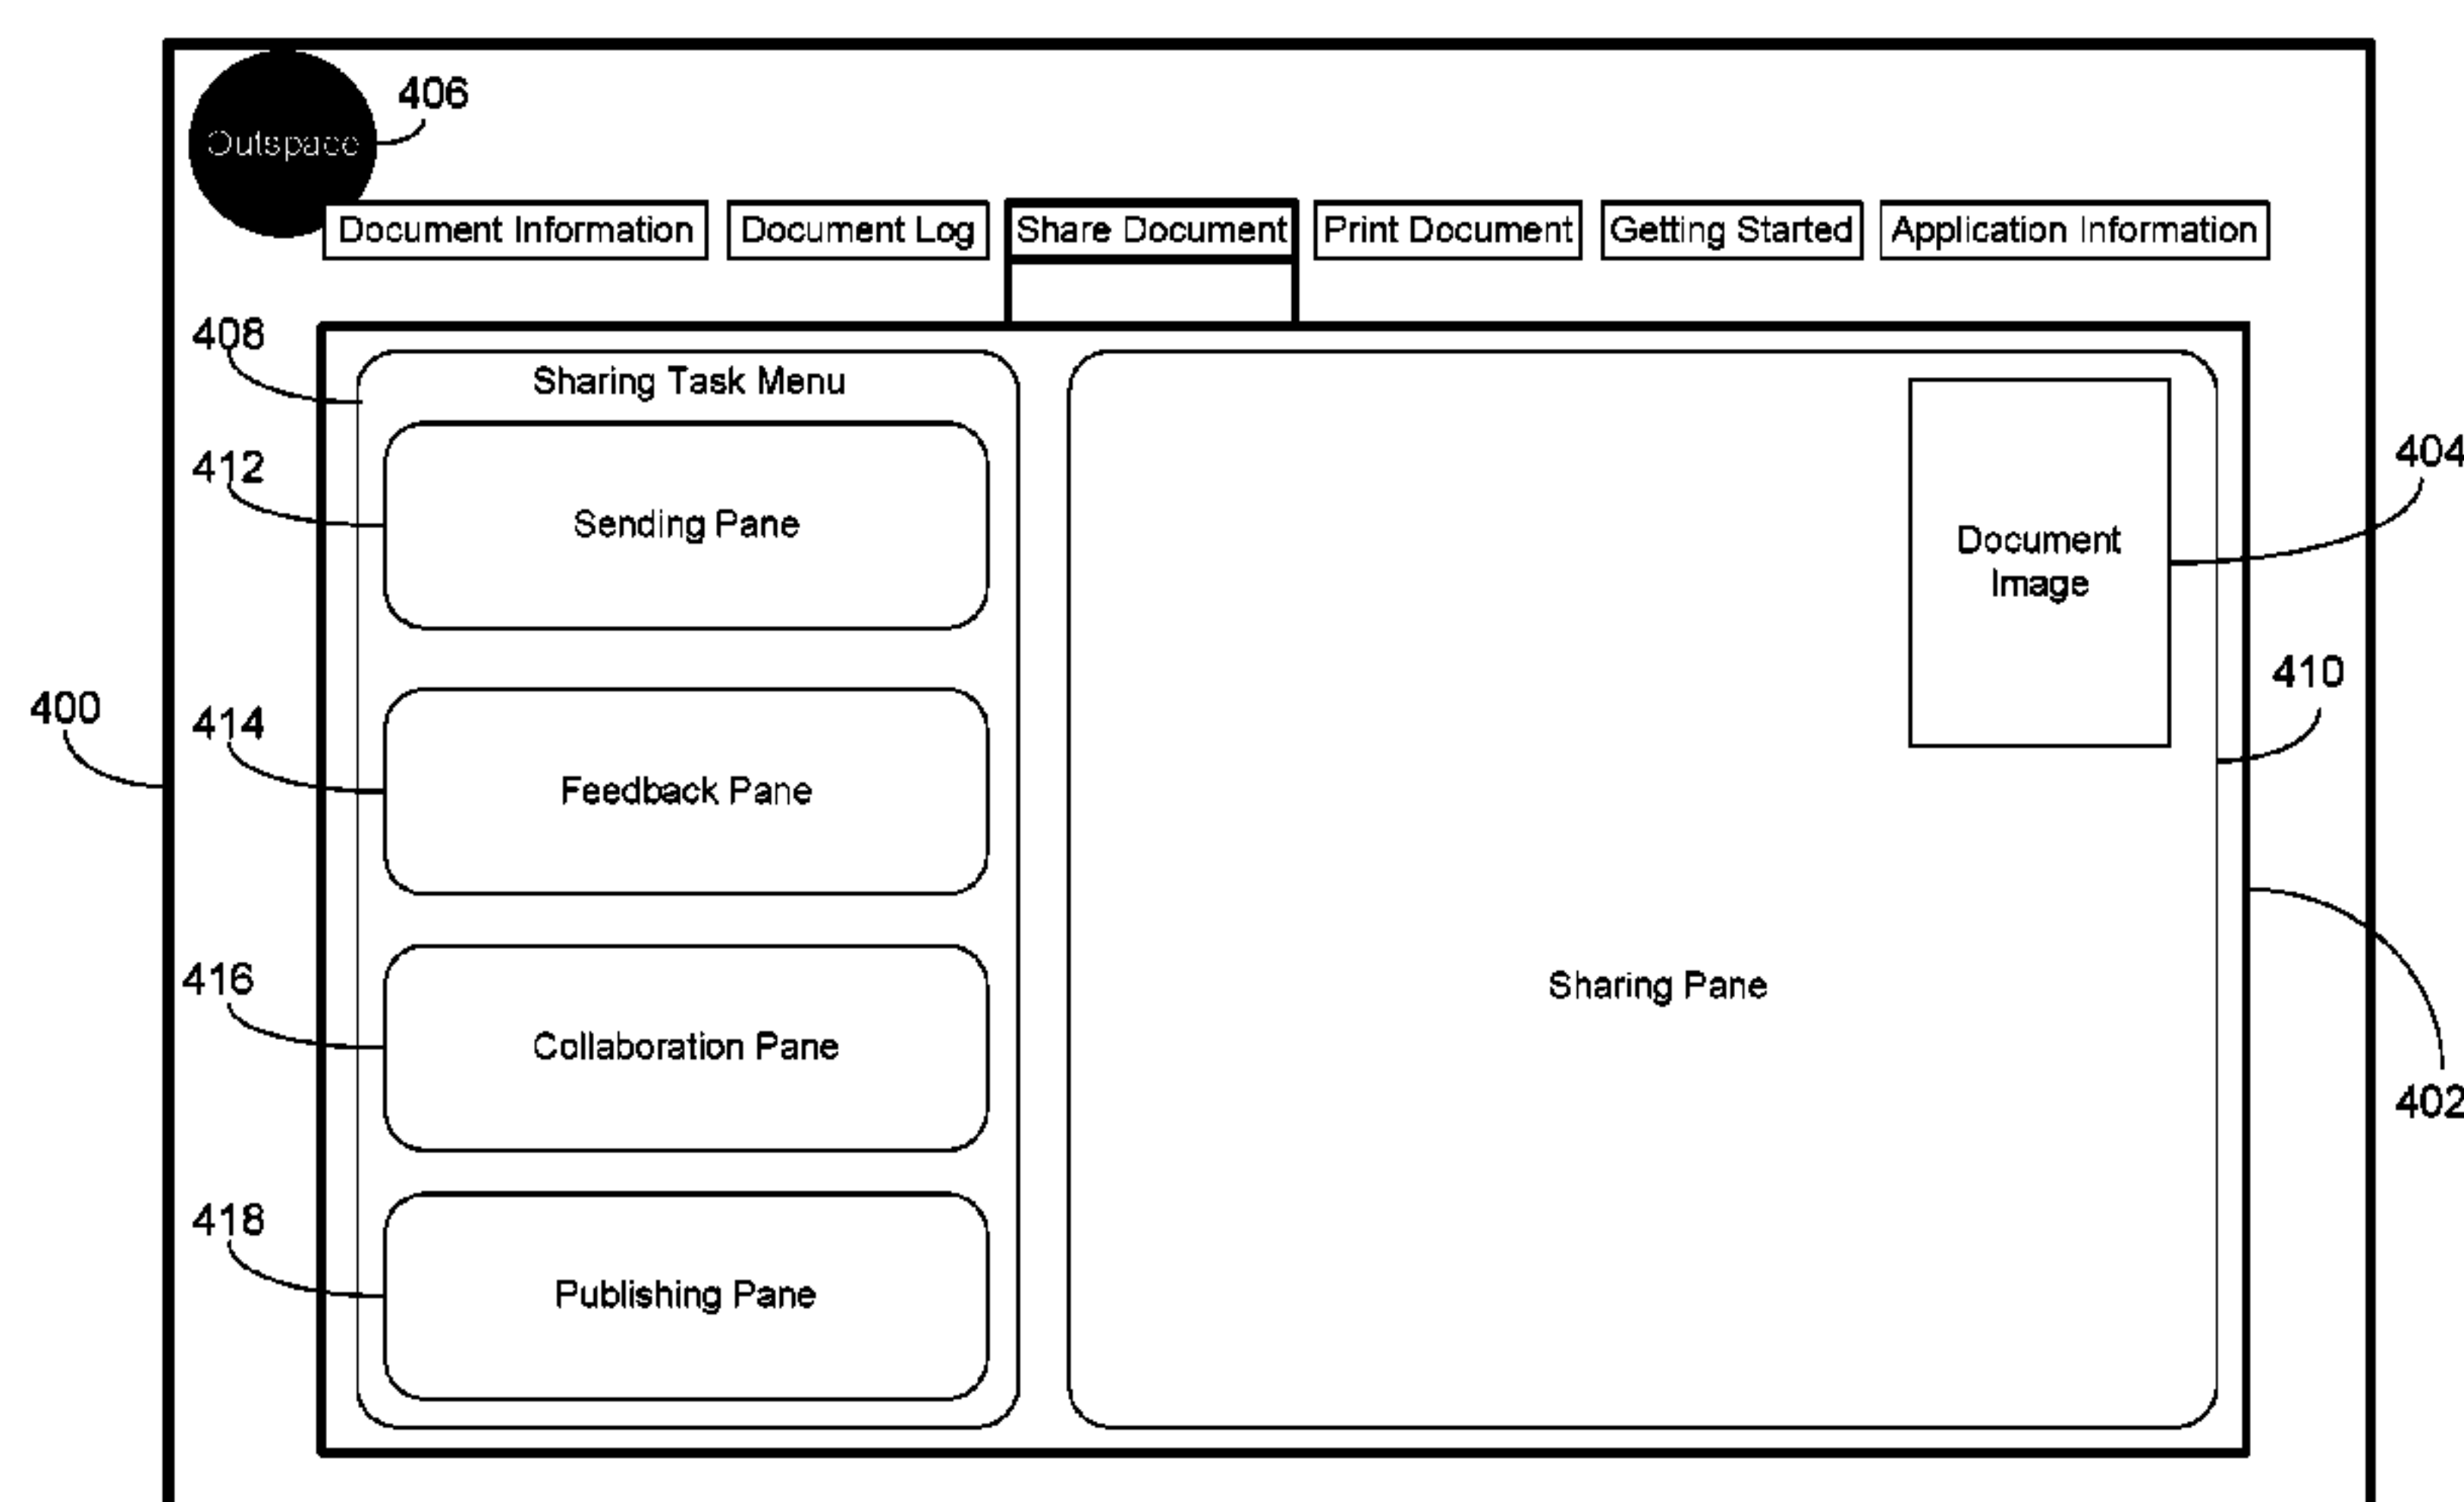 406
Outspace
Document Information
Document Log
Share Document
Print Document
Getting Started
Application Information
408
Sharing Task Menu
412
Sending Pane
404
Document
Image
410
400
414
Feedback Pane
416
Collaboration Pane
Sharing Pane
402
418
Publishing Pane